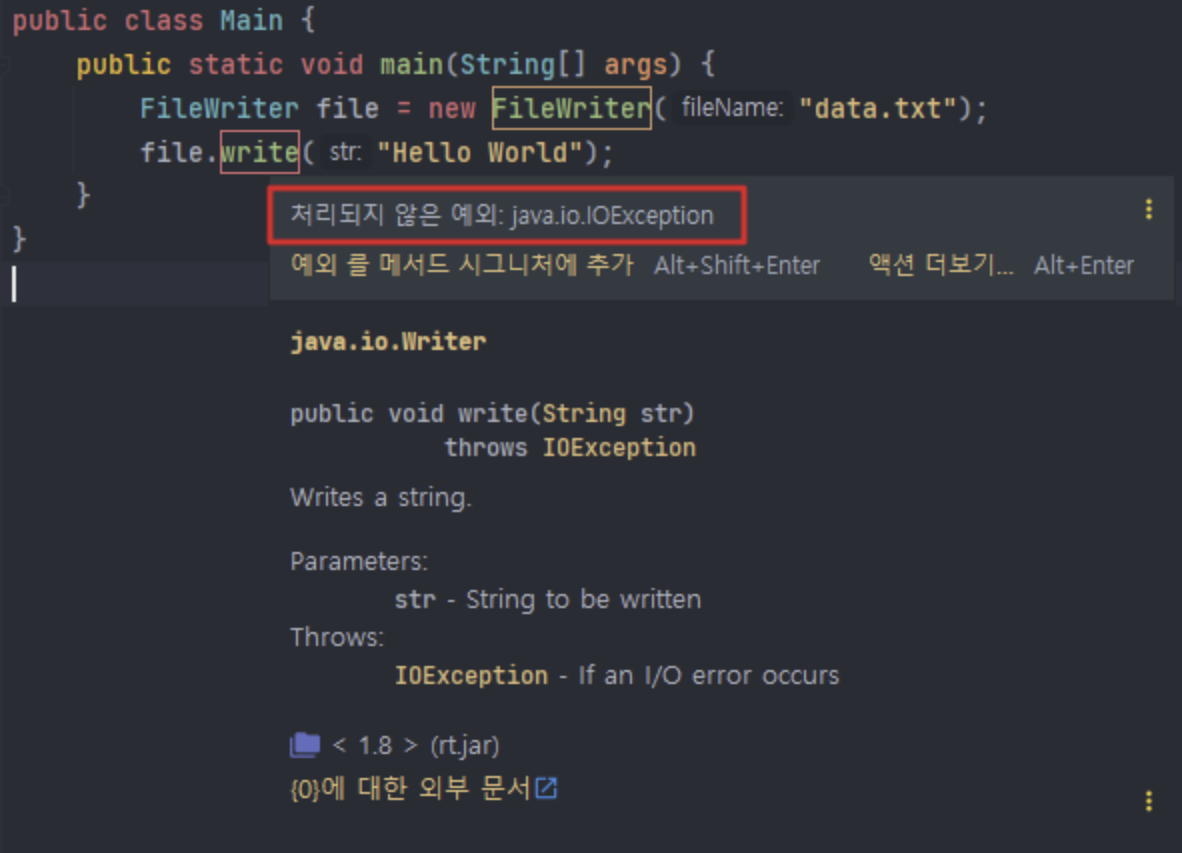 public class Main {
public static void main(String[] args) {
FileWriter file = new FileWriter( fileName: "data.txt");
file.write( str: "Hello World");
}
}
처리되지 않은 예외: java.io.IOException
예외 를 메서드 시그니처에 추가 Alt+Shift+Enter 액션 더보기... Alt+Enter
java.io.Writer
public void write(String str)
throws IOException
Writes a string.
Parameters:
str - String to be written
Throws:
IOException - If an I/O error occurs
< 1.8 > (rt.jar)
{0}에 대한 외부 문서